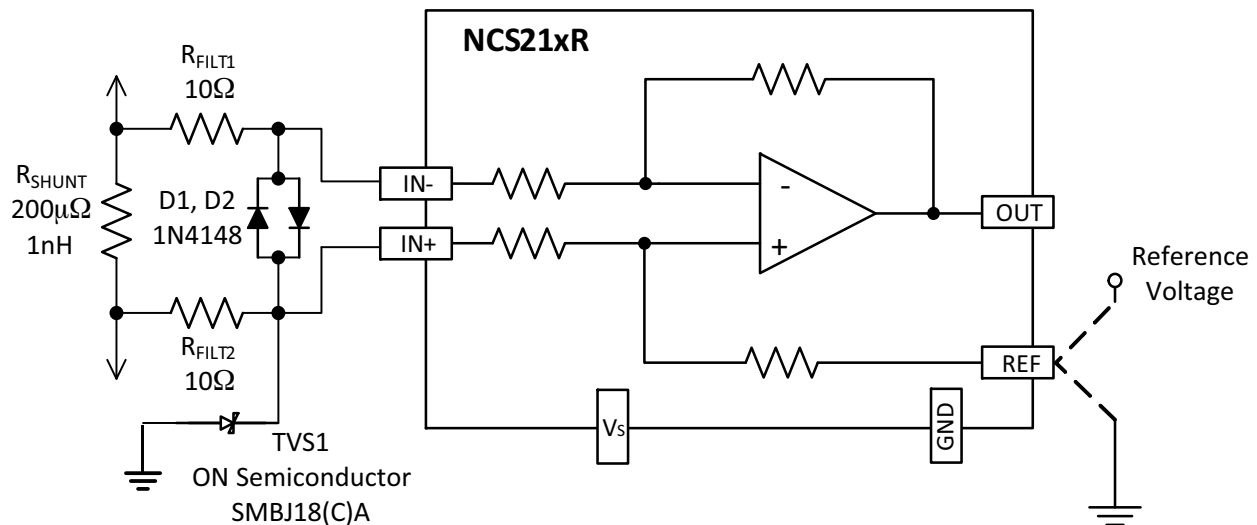 NCS21xR
RFILT1
10Ω
RSHUNT
200μΩ
1nH
D1, D2
1N4148
IN-
IN+
-
+
OUT
Reference
Voltage
RFILT2
10Ω
REF
VS
GND
TVS1
ON Semiconductor
SMBJ18(C)A